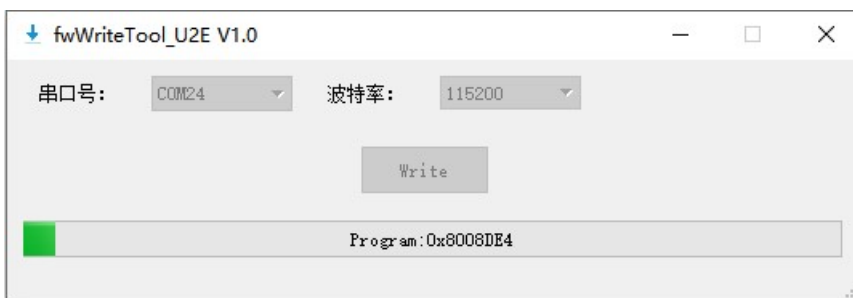 fwWriteTool_U2E V1.0
串口号： COM24 波特率： 115200
Write
Program:0x8008DE4